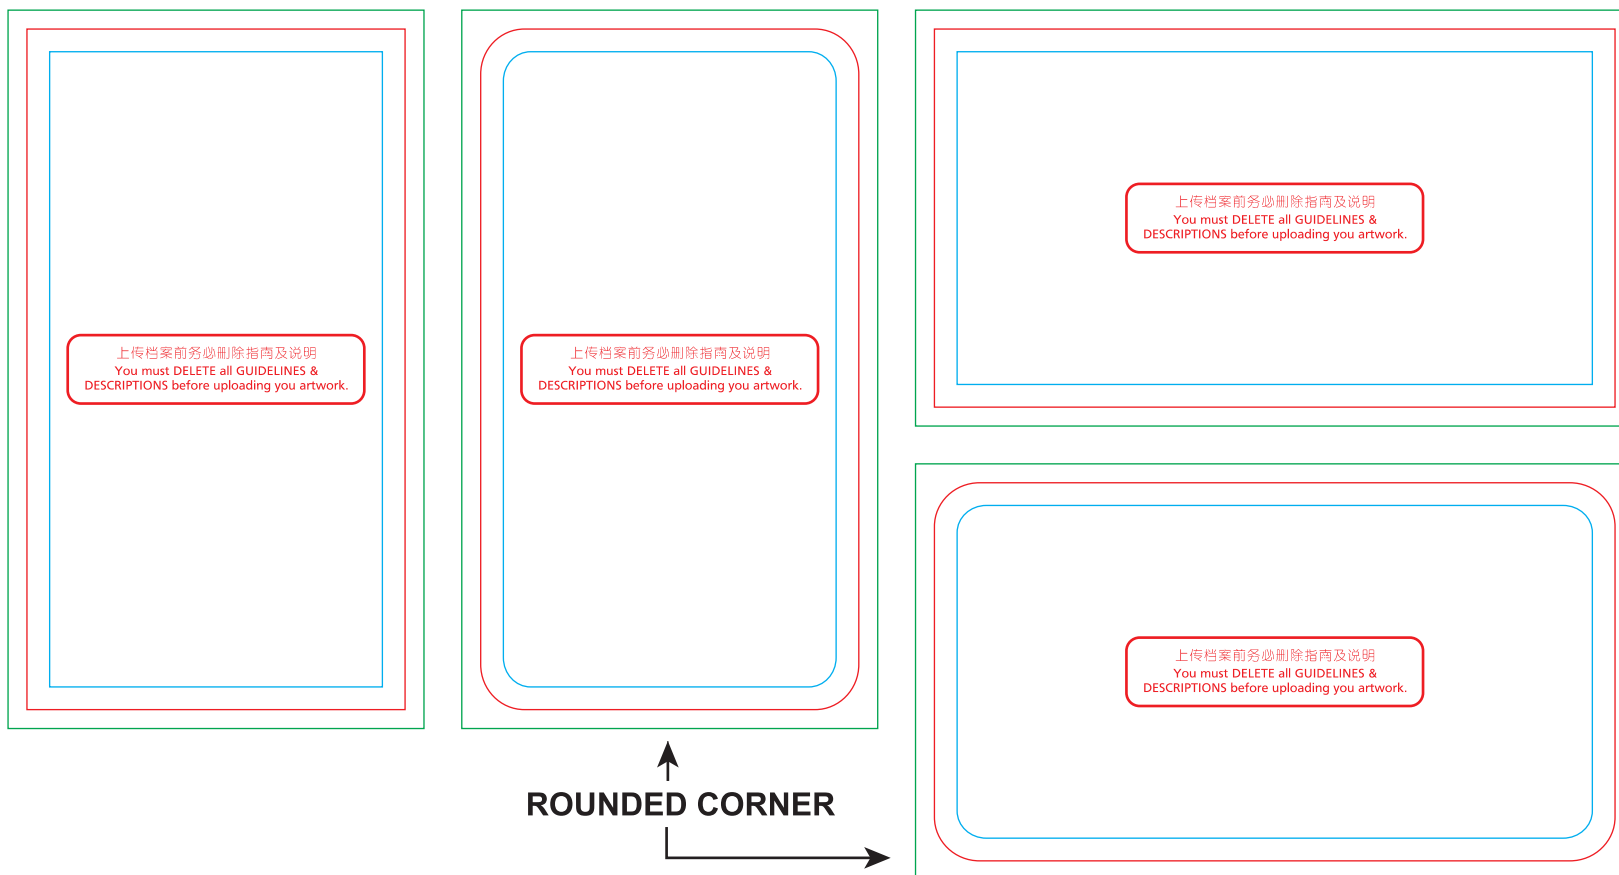 上传档案前务必删除指南及说明
You must DELETE all GUIDELINES &
DESCRIPTIONS before uploading you artwork.
上传档案前务必删除指南及说明
You must DELETE all GUIDELINES &
DESCRIPTIONS before uploading you artwork.
上传档案前务必删除指南及说明
You must DELETE all GUIDELINES &
DESCRIPTIONS before uploading you artwork.
上传档案前务必删除指南及说明
You must DELETE all GUIDELINES &
DESCRIPTIONS before uploading you artwork.
ROUNDED CORNER